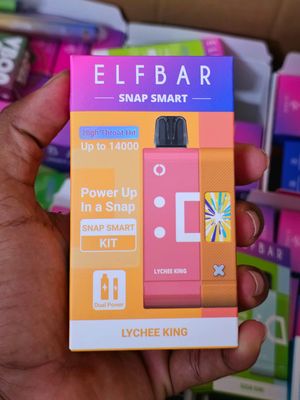 ELFBAR
SNAP SMART
High Throat Hit
Up to 14000
Power Up
In a Snap
SNAP SMART
KIT
Dual Power
LYCHEE KING
LYCHEE KING
ELFBAR